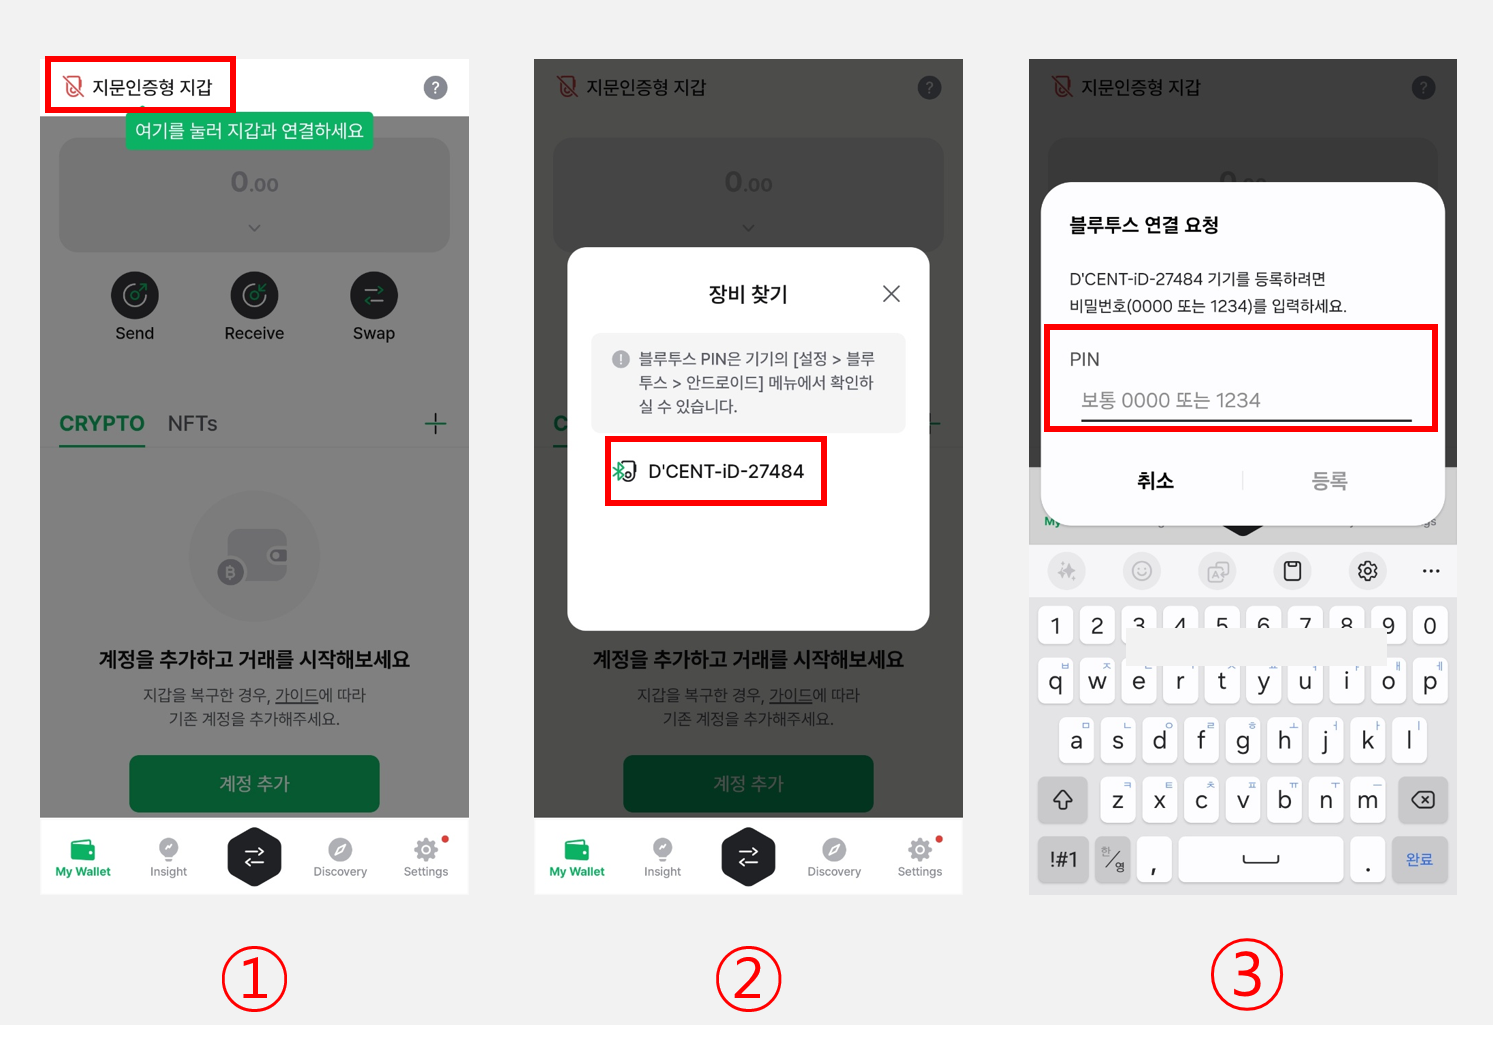 지문인증형 지갑
?
여기를 눌러 지갑과 연결하세요
0.00
Send
Receive
Swap
CRYPTO
NFTs
계정을 추가하고 거래를 시작해보세요
지갑을 복구한 경우, 가이드에 따라
기존 계정을 추가해주세요.
계정 추가
My Wallet
Insight
Discovery
Settings
①
지문인증형 지갑
?
0.00
장비 찾기
블루투스 PIN은 기기의 [설정 > 블루
투스 > 안드로이드] 메뉴에서 확인하
실 수 있습니다.
D'CENT-iD-27484
계정을 추가하고 거래를 시작해보세요
지갑을 복구한 경우, 가이드에 따라
기존 계정을 추가해주세요.
계정 추가
My Wallet
Insight
Discovery
Settings
②
지문인증형 지갑
?
블루투스 연결 요청
D'CENT-iD-27484 기기를 등록하려면
비밀번호(0000 또는 1234)를 입력하세요.
PIN
보통 0000 또는 1234
취소
등록
1 2 3 4 5 6 7 8 9 0
q w e r t y u i o p
a s d f g h j k l
z x c v b n m
!#1 한/영 , . 완료
③